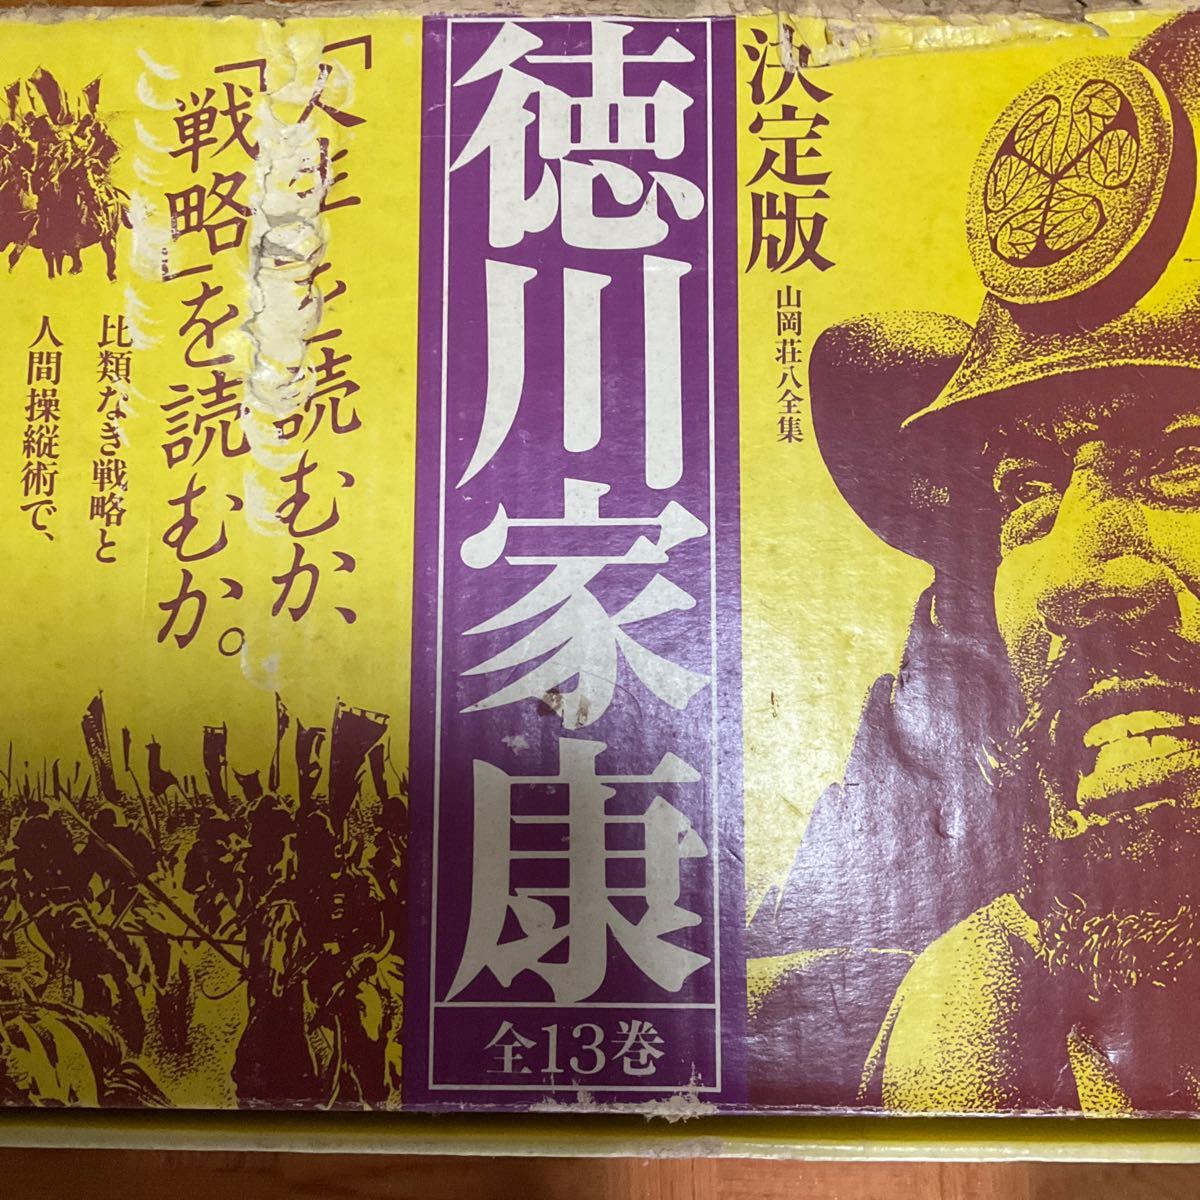 決定版
山岡荘八全集
徳川家康
全13巻
「人生」を読むか、
「戦略」を読むか。
比類なき戦略と
人間操縦術で、